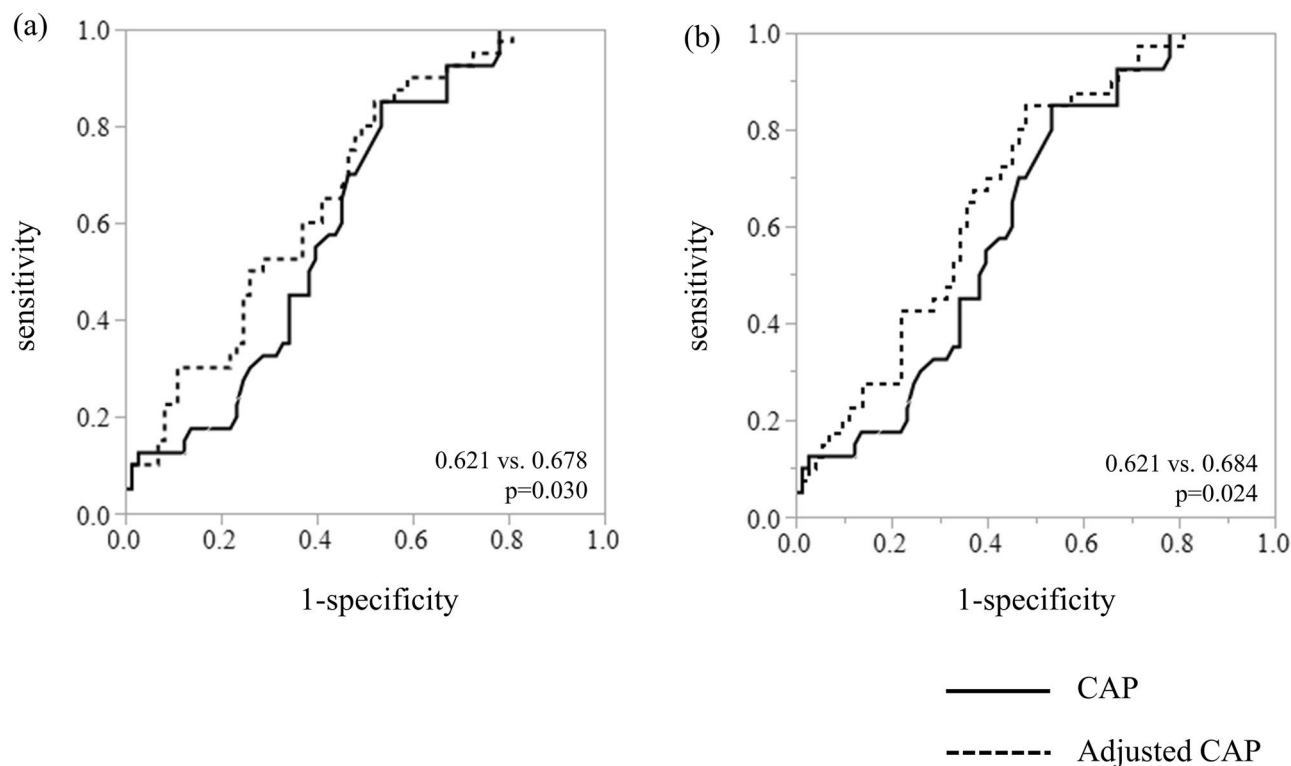 (a)
1.0
0.8
0.6
0.4
0.2
0.0
sensitivity
0.621 vs. 0.678
p=0.030
0.0 0.2 0.4 0.6 0.8 1.0
1-specificity
(b)
1.0
0.8
0.6
0.4
0.2
0.0
sensitivity
0.621 vs. 0.684
p=0.024
0.0 0.2 0.4 0.6 0.8 1.0
1-specificity
CAP
Adjusted CAP